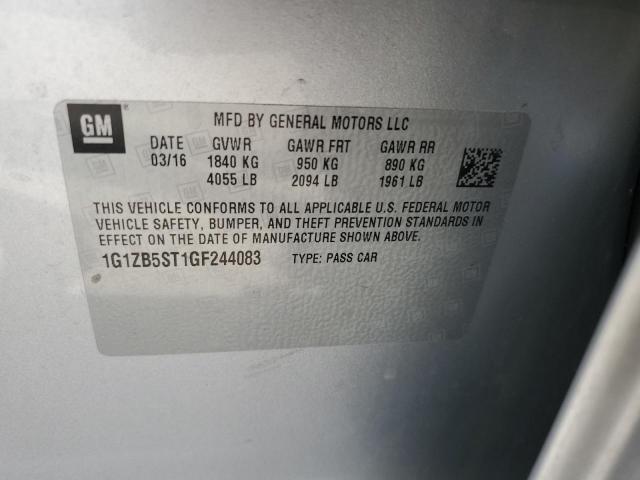 GM
MFD BY GENERAL MOTORS LLC
DATE GVWR GAWR FRT GAWR RR
03/16 1840 KG 950 KG 890 KG
4055 LB 2094 LB 1961 LB
THIS VEHICLE CONFORMS TO ALL APPLICABLE U.S. FEDERAL MOTOR
VEHICLE SAFETY, BUMPER, AND THEFT PREVENTION STANDARDS IN
EFFECT ON THE DATE OF MANUFACTURE SHOWN ABOVE.
1G1ZB5ST1GF244083 TYPE: PASS CAR